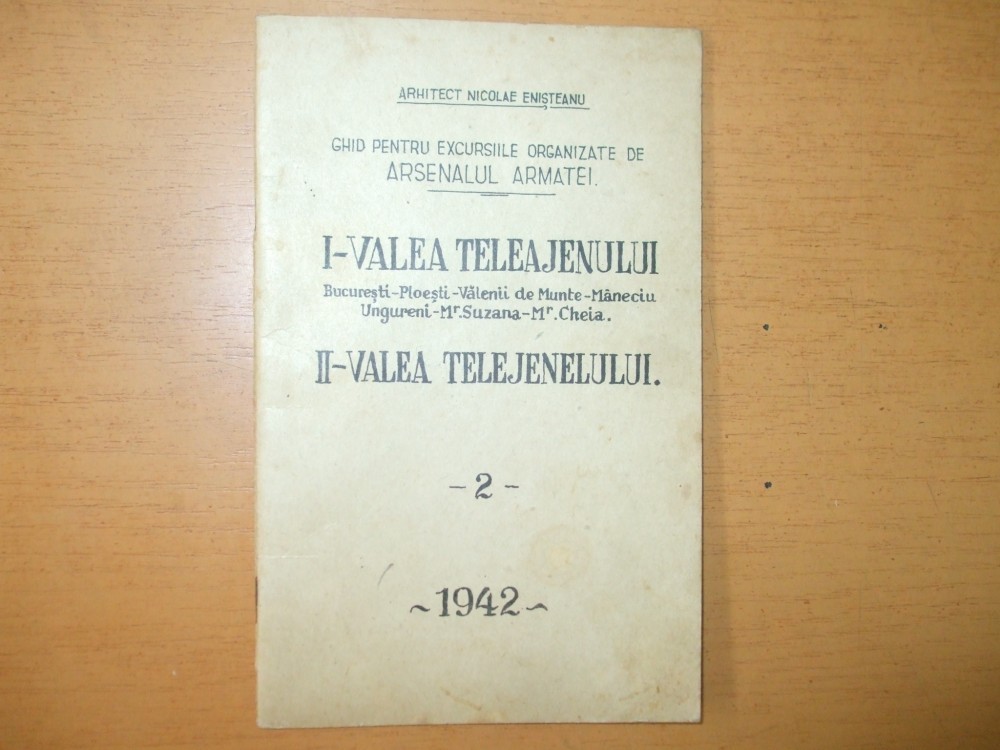 ARHITECT NICOLAE ENIȘTEANU
GHID PENTRU EXCURSIILE ORGANIZATE DE
ARSENALUL ARMATEI.
I-VALEA TELEAJENULUI
București-Ploești-Vălenii de Munte-Mâneciu
Ungureni-Mr.Suzana-Mr.Cheia.
II-VALEA TELEJENELULUI.
-2-
~1942~